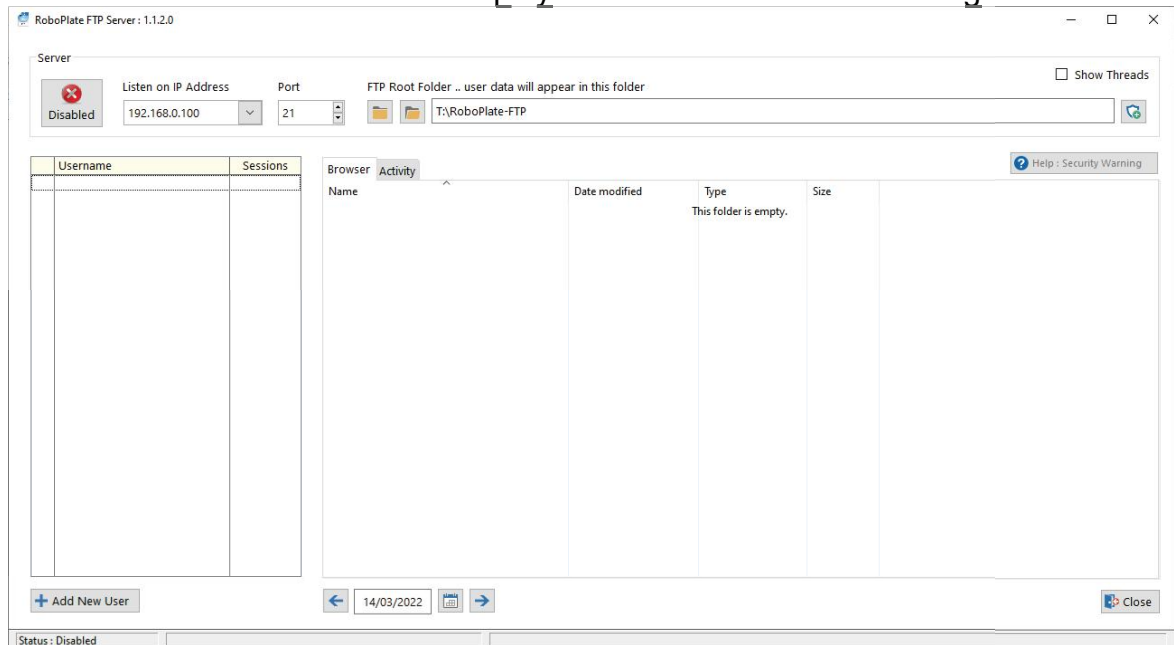 RoboPlate FTP Server : 1.1.2.0
Server
Show Threads
Listen on IP Address
Port
FTP Root Folder .. user data will appear in this folder
Disabled
192.168.0.100
21
T:\RoboPlate-FTP
Username
Sessions
Browser
Activity
Help : Security Warning
Name
Date modified
Type
Size
This folder is empty.
Add New User
14/03/2022
Close
Status : Disabled